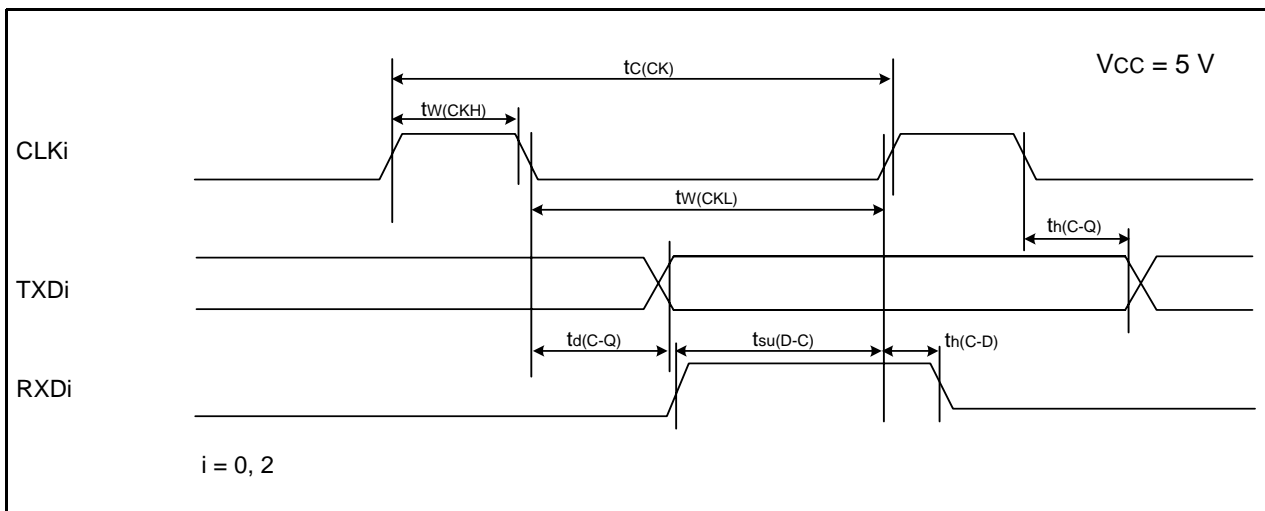 tC(CK)
VCC = 5 V
tW(CKH)
CLKi
tW(CKL)
th(C-Q)
TXDi
td(C-Q)
tsu(D-C)
th(C-D)
RXDi
i = 0, 2